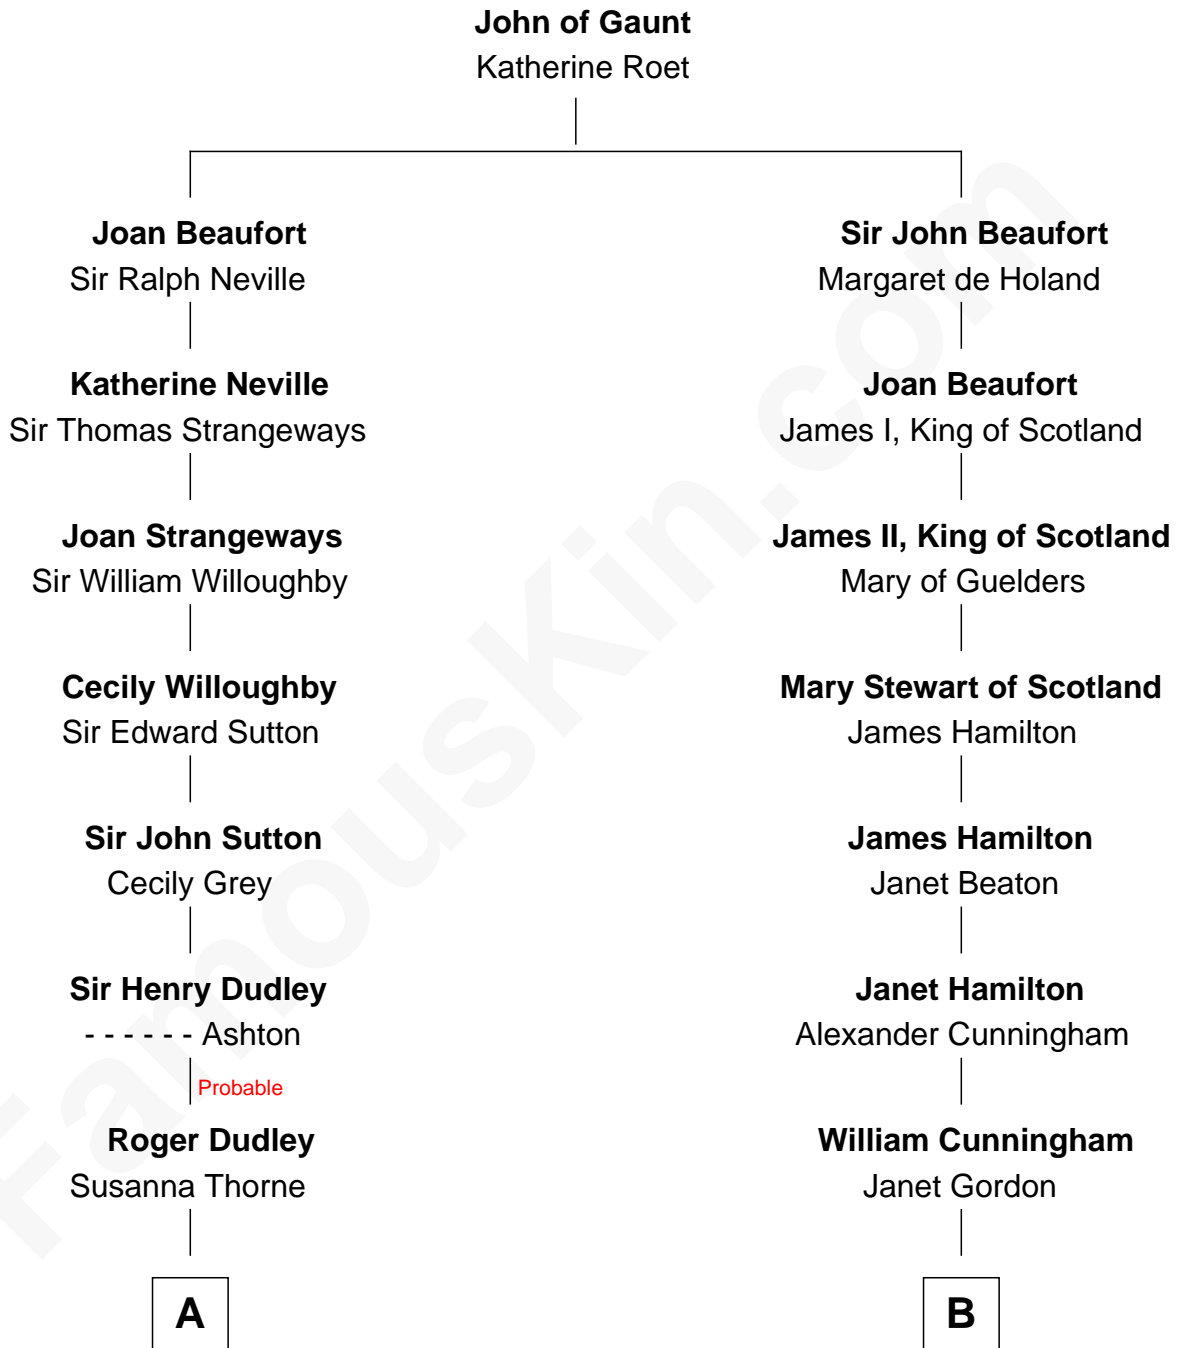 John of Gaunt
Katherine Roet
Joan Beaufort
Sir Ralph Neville
Katherine Neville
Sir Thomas Strangeways
Joan Strangeways
Sir William Willoughby
Cecily Willoughby
Sir Edward Sutton
Sir John Sutton
Cecily Grey
Sir Henry Dudley
- - - - - - Ashton
Probable
Roger Dudley
Susanna Thorne
A
Sir John Beaufort
Margaret de Holand
Joan Beaufort
James I, King of Scotland
James II, King of Scotland
Mary of Guelders
Mary Stewart of Scotland
James Hamilton
James Hamilton
Janet Beaton
Janet Hamilton
Alexander Cunningham
William Cunningham
Janet Gordon
B
FamousKin.com